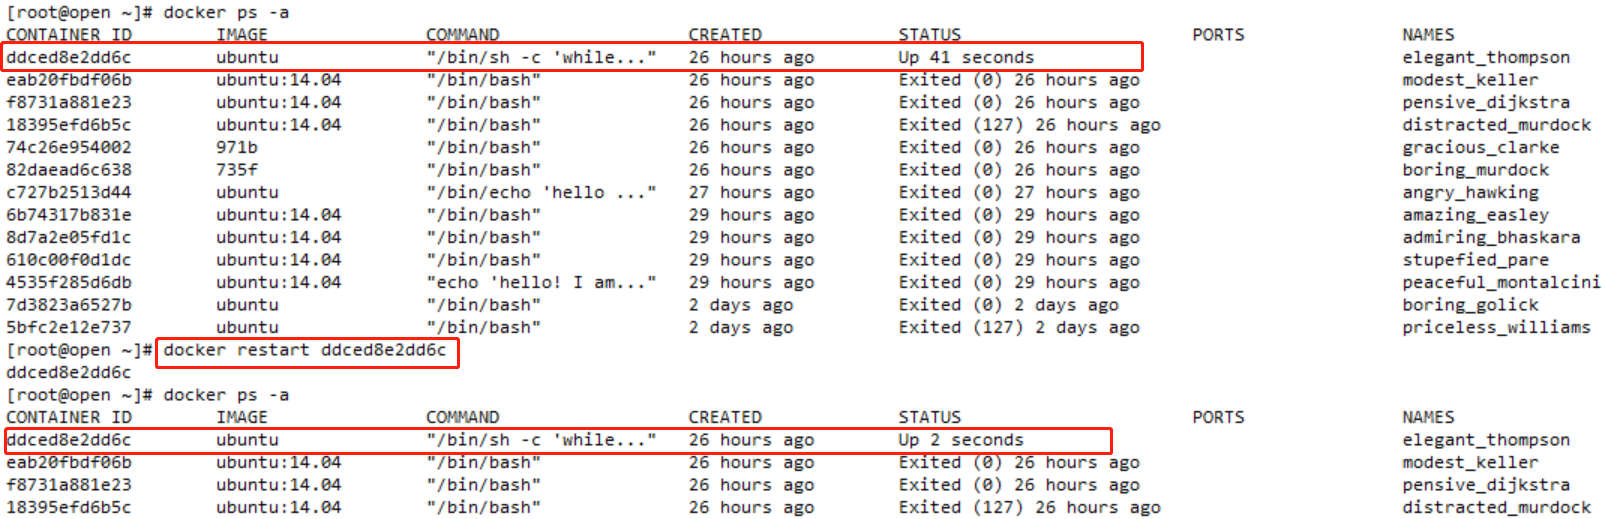 [root@open ~]# docker ps -a
CONTAINER ID IMAGE COMMAND CREATED STATUS PORTS NAMES
ddced8e2dd6c ubuntu "/bin/sh -c 'while..." 26 hours ago Up 41 seconds elegant_thompson
eab20fbdf06b ubuntu:14.04 "/bin/bash" 26 hours ago Exited (0) 26 hours ago modest_keller
f8731a881e23 ubuntu:14.04 "/bin/bash" 26 hours ago Exited (0) 26 hours ago pensive_dijkstra
18395efd6b5c ubuntu:14.04 "/bin/bash" 26 hours ago Exited (127) 26 hours ago distracted_murdock
74c26e954002 971b "/bin/bash" 26 hours ago Exited (0) 26 hours ago gracious_clarke
82daead6c638 735f "/bin/bash" 26 hours ago Exited (0) 26 hours ago boring_murdock
c727b2513d44 ubuntu "/bin/echo 'hello ..." 27 hours ago Exited (0) 27 hours ago angry_hawking
6b74317b831e ubuntu:14.04 "/bin/bash" 29 hours ago Exited (0) 29 hours ago amazing_easley
8d7a2e05fd1c ubuntu:14.04 "/bin/bash" 29 hours ago Exited (0) 29 hours ago admiring_bhaskara
610c00f0d1dc ubuntu:14.04 "/bin/bash" 29 hours ago Exited (0) 29 hours ago stupefied_pare
4535f285d6db ubuntu:14.04 "echo 'hello! I am..." 29 hours ago Exited (0) 29 hours ago peaceful_montalcini
7d3823a6527b ubuntu "/bin/bash" 2 days ago Exited (0) 2 days ago boring_golick
5bfc2e12e737 ubuntu "/bin/bash" 2 days ago Exited (127) 2 days ago priceless_williams
[root@open ~]# docker restart ddced8e2dd6c
ddced8e2dd6c
[root@open ~]# docker ps -a
CONTAINER ID IMAGE COMMAND CREATED STATUS PORTS NAMES
ddced8e2dd6c ubuntu "/bin/sh -c 'while..." 26 hours ago Up 2 seconds elegant_thompson
eab20fbdf06b ubuntu:14.04 "/bin/bash" 26 hours ago Exited (0) 26 hours ago modest_keller
f8731a881e23 ubuntu:14.04 "/bin/bash" 26 hours ago Exited (0) 26 hours ago pensive_dijkstra
18395efd6b5c ubuntu:14.04 "/bin/bash" 26 hours ago Exited (127) 26 hours ago distracted_murdock